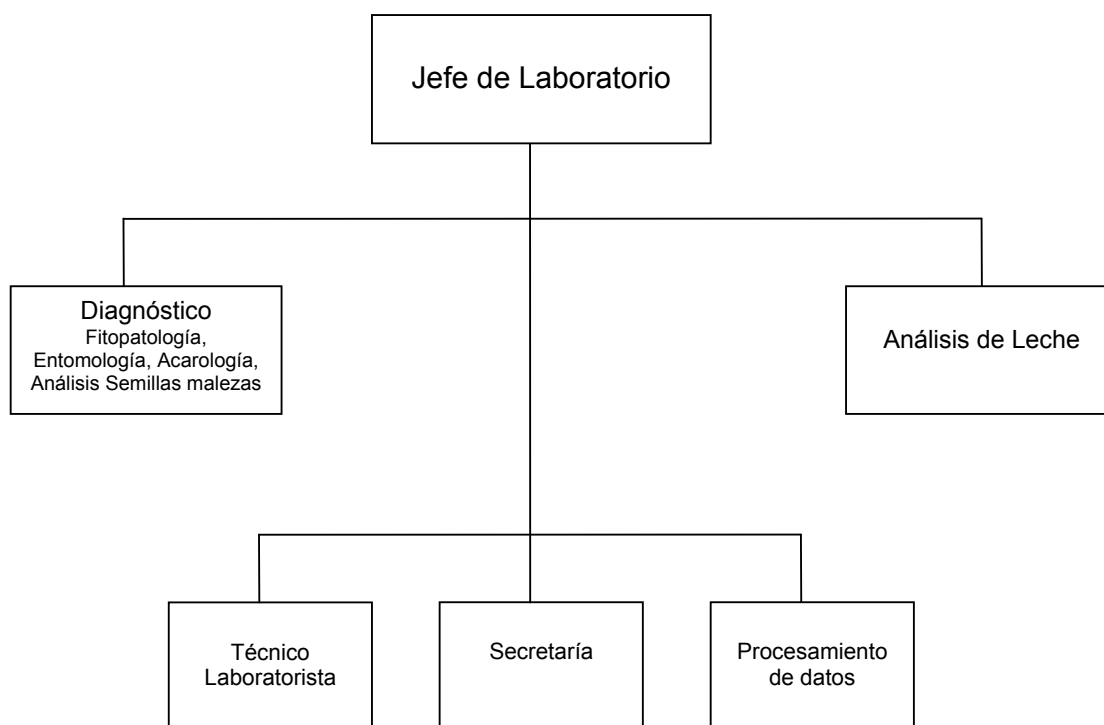 Jefe de Laboratorio
Diagnóstico
Fitopatología,
Entomología, Acarología,
Análisis Semillas malezas
Análisis de Leche
Técnico
Laboratorista
Secretaría
Procesamiento
de datos